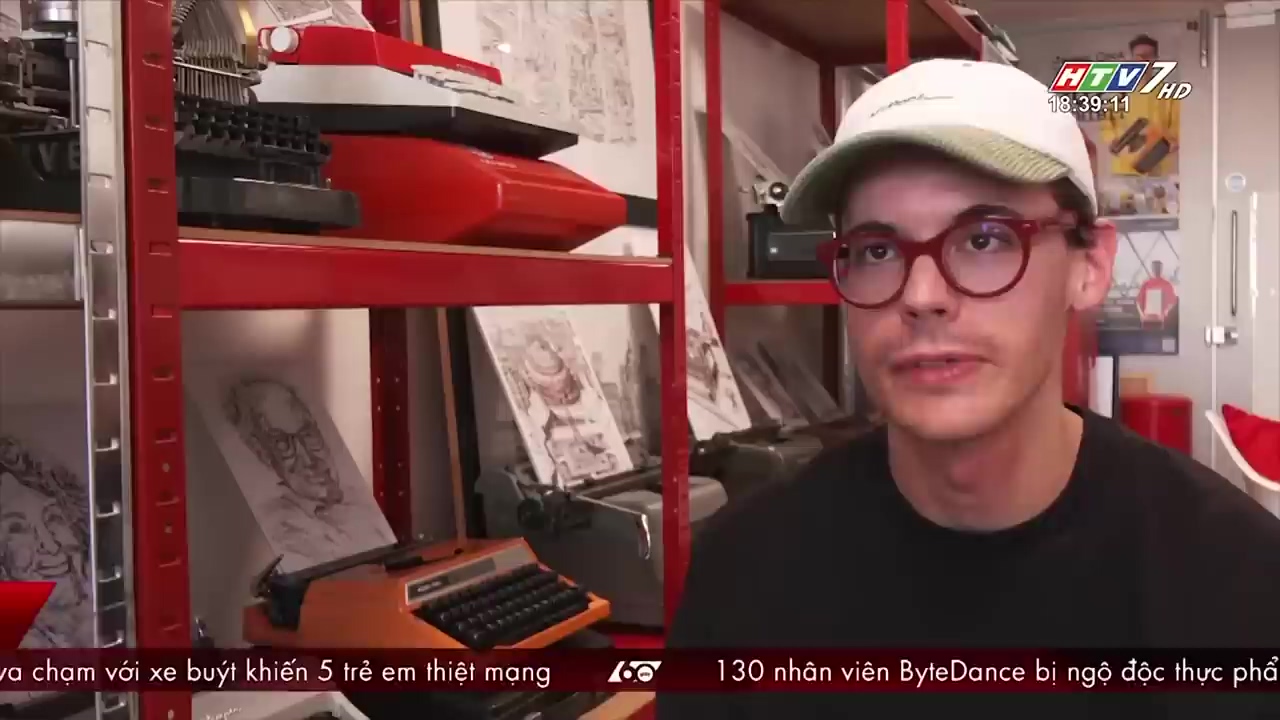 HTV7 HD
18:39:11
va chạm với xe buýt khiến 5 trẻ em thiệt mạng
60
130 nhân viên ByteDance bị ngộ độc thực phẩ